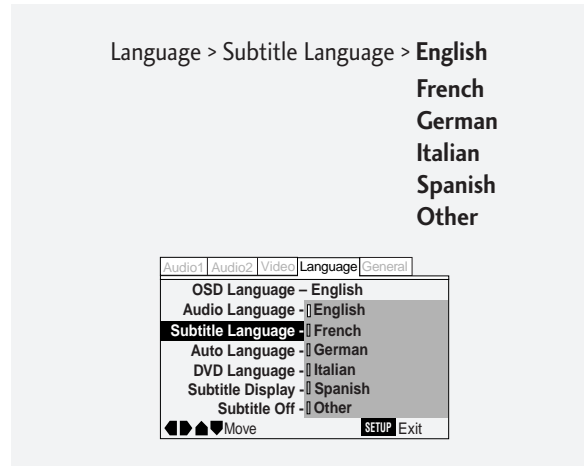 Language > Subtitle Language > English
French
German
Italian
Spanish
Other
Audio1 Audio2 Video Language General
OSD Language – English
Audio Language - English
Subtitle Language - French
Auto Language - German
DVD Language - Italian
Subtitle Display - Spanish
Subtitle Off - Other
Move SETUP Exit